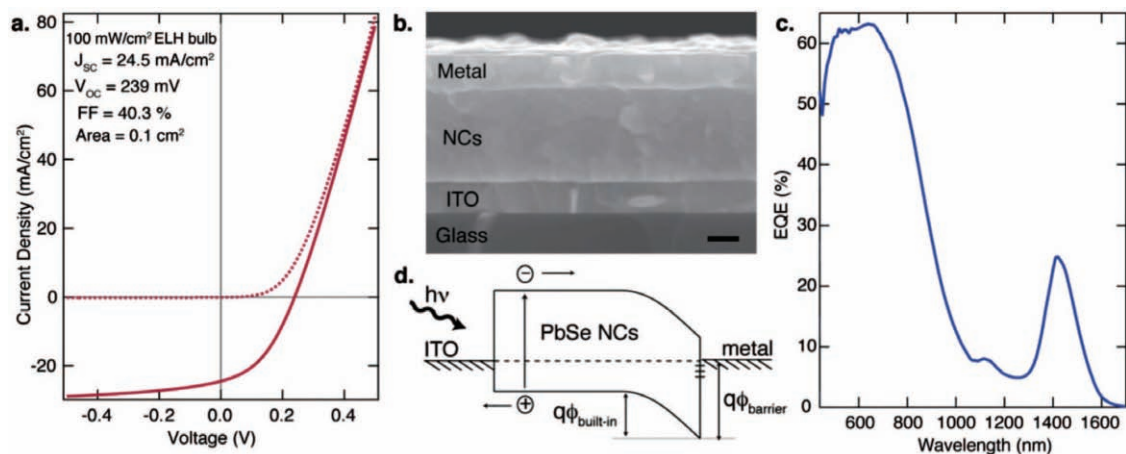 a.
100 mW/cm² ELH bulb
J_SC = 24.5 mA/cm²
V_OC = 239 mV
FF = 40.3 %
Area = 0.1 cm²
Current Density (mA/cm²)
80
60
40
20
0
-20
-0.4 -0.2 0.0 0.2 0.4
Voltage (V)
b.
Metal
NCs
ITO
Glass
d.
hν
−
PbSe NCs
ITO
metal
+
qϕbuilt-in
qϕbarrier
c.
EQE (%)
60
50
40
30
20
10
0
600 800 1000 1200 1400 1600
Wavelength (nm)